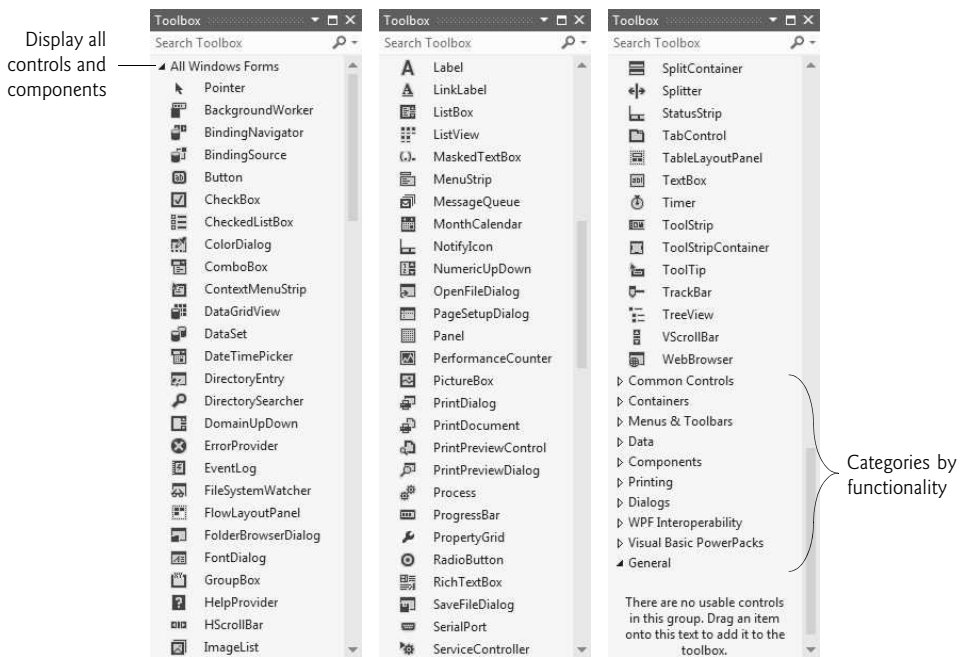 Display all
controls and
components
Toolbox
Search Toolbox
All Windows Forms
Pointer
BackgroundWorker
BindingNavigator
BindingSource
Button
CheckBox
CheckedListBox
ColorDialog
ComboBox
ContextMenuStrip
DataGridView
DataSet
DateTimePicker
DirectoryEntry
DirectorySearcher
DomainUpDown
ErrorProvider
EventLog
FileSystemWatcher
FlowLayoutPanel
FolderBrowserDialog
FontDialog
GroupBox
HelpProvider
HScrollBar
ImageList
Toolbox
Search Toolbox
Label
LinkLabel
ListBox
ListView
MaskedTextBox
MenuStrip
MessageQueue
MonthCalendar
NotifyIcon
NumericUpDown
OpenFileDialog
PageSetupDialog
Panel
PerformanceCounter
PictureBox
PrintDialog
PrintDocument
PrintPreviewControl
PrintPreviewDialog
Process
ProgressBar
PropertyGrid
RadioButton
RichTextBox
SaveFileDialog
SerialPort
ServiceController
Toolbox
Search Toolbox
SplitContainer
Splitter
StatusStrip
TabControl
TableLayoutPanel
TextBox
Timer
ToolStrip
ToolStripContainer
ToolTip
TrackBar
TreeView
VScrollBar
WebBrowser
Common Controls
Containers
Menus & Toolbars
Data
Components
Printing
Dialogs
WPF Interoperability
Visual Basic PowerPacks
General
There are no usable controls
in this group. Drag an item
onto this text to add it to the
toolbox.
Categories by
functionality